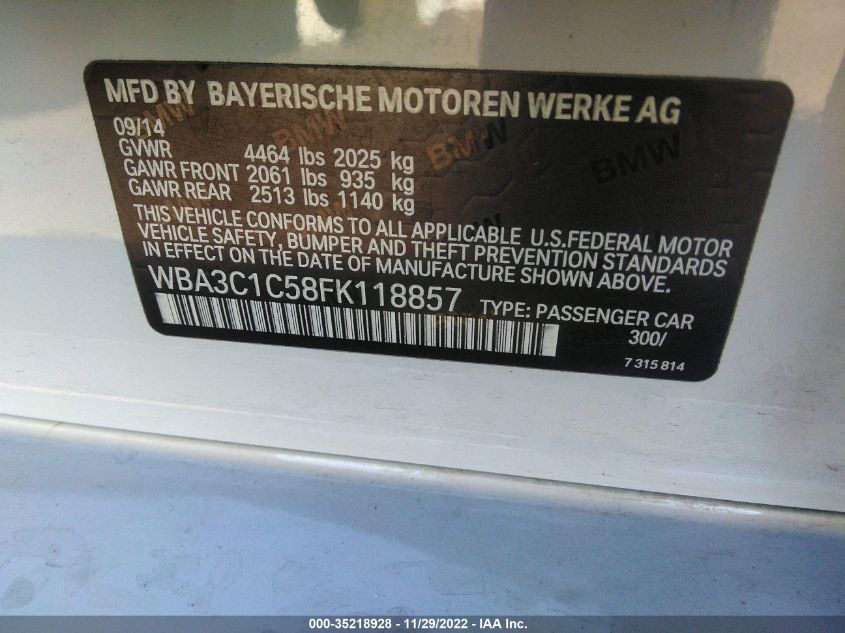 MFD BY BAYERISCHE MOTOREN WERKE AG
09/14
GVWR 4464 lbs 2025 kg
GAWR FRONT 2061 lbs 935 kg
GAWR REAR 2513 lbs 1140 kg
THIS VEHICLE CONFORMS TO ALL APPLICABLE U.S.FEDERAL MOTOR
VEHICLE SAFETY, BUMPER AND THEFT PREVENTION STANDARDS
IN EFFECT ON THE DATE OF MANUFACTURE SHOWN ABOVE.
WBA3C1C58FK118857 TYPE: PASSENGER CAR
300/
7 315 814
BMW
BMW
BMW
000-35218928 - 11/29/2022 - IAA Inc.